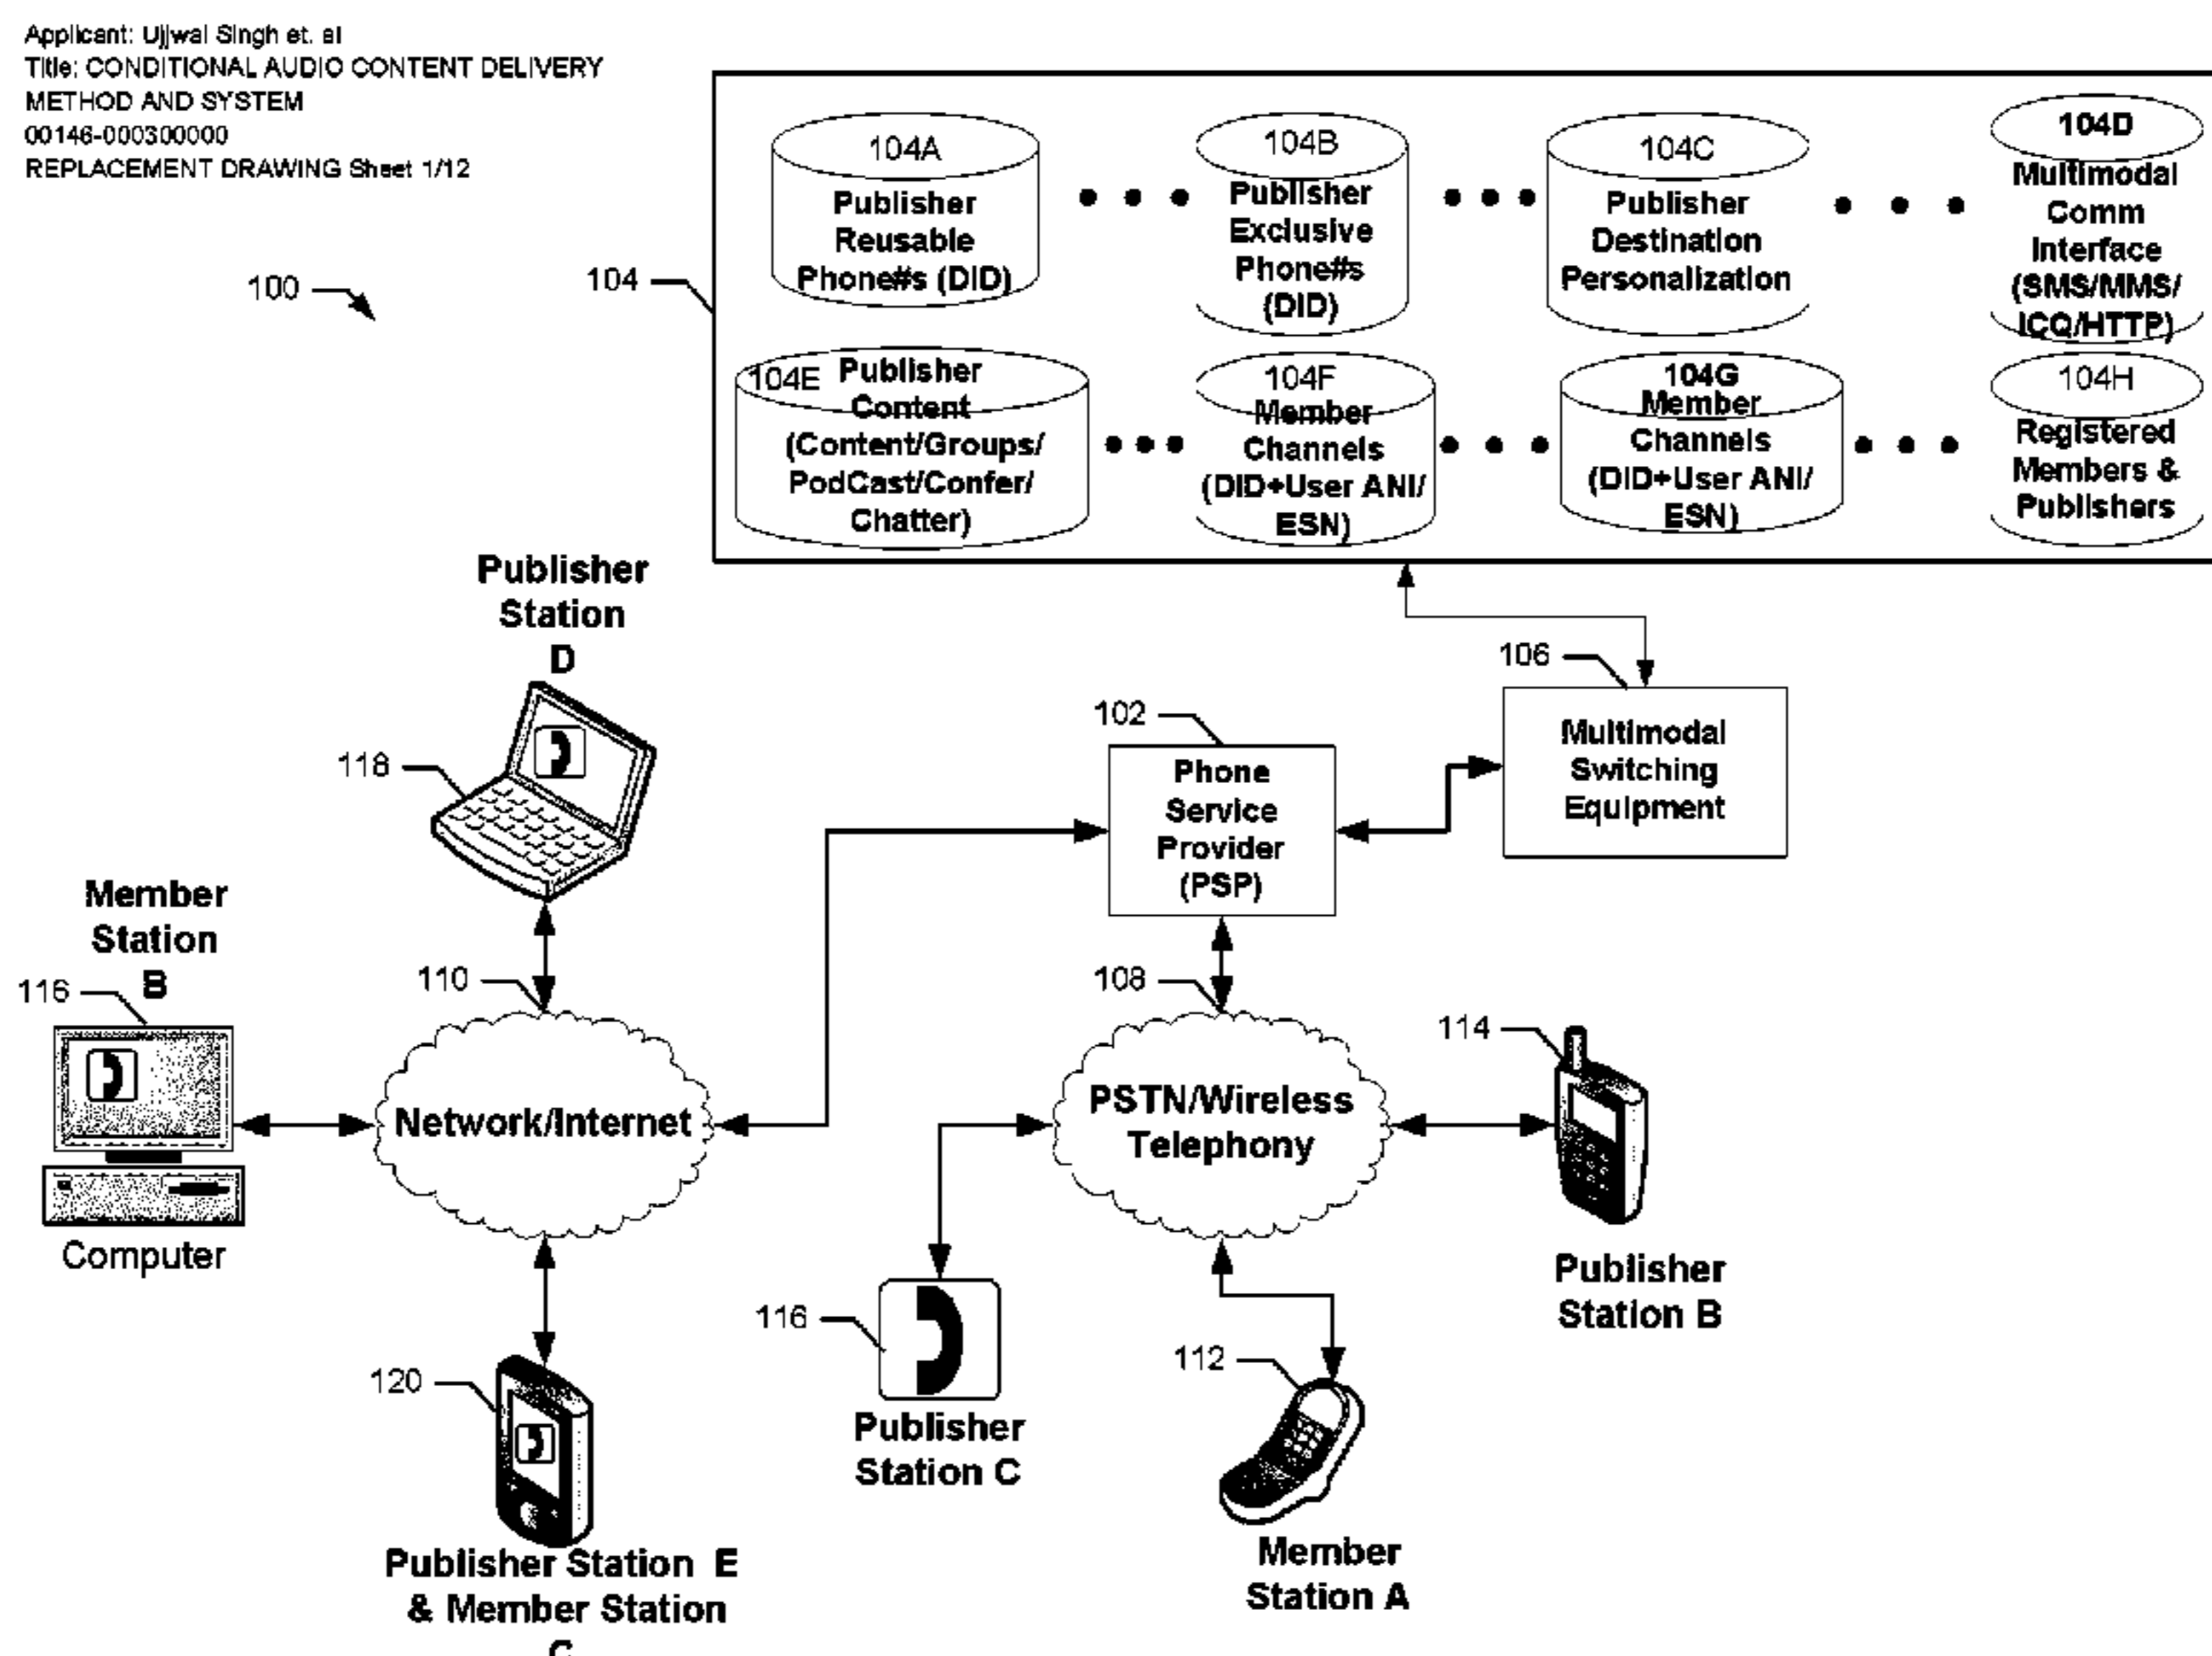 Applicant: Ujjwal Singh et. al
Title: CONDITIONAL AUDIO CONTENT DELIVERY
METHOD AND SYSTEM
00146-000300000
REPLACEMENT DRAWING Sheet 1/12
100
104
104A
Publisher
Reusable
Phone#s (DID)
104B
Publisher
Exclusive
Phone#s
(DID)
104C
Publisher
Destination
Personalization
104D
Multimodal
Comm
Interface
(SMS/MMS/
ICQ/HTTP)
104E Publisher
Content
(Content/Groups/
PodCast/Confer/
Chatter)
104F
Member
Channels
(DID+User ANI/
ESN)
104G
Member
Channels
(DID+User ANI/
ESN)
104H
Registered
Members &
Publishers
Publisher
Station
D
118
106
Multimodal
Switching
Equipment
102
Phone
Service
Provider
(PSP)
Member
Station
B
116
Computer
110
Network/Internet
108
PSTN/Wireless
Telephony
114
Publisher
Station B
116
Publisher
Station C
112
Member
Station A
120
Publisher Station E
& Member Station
C